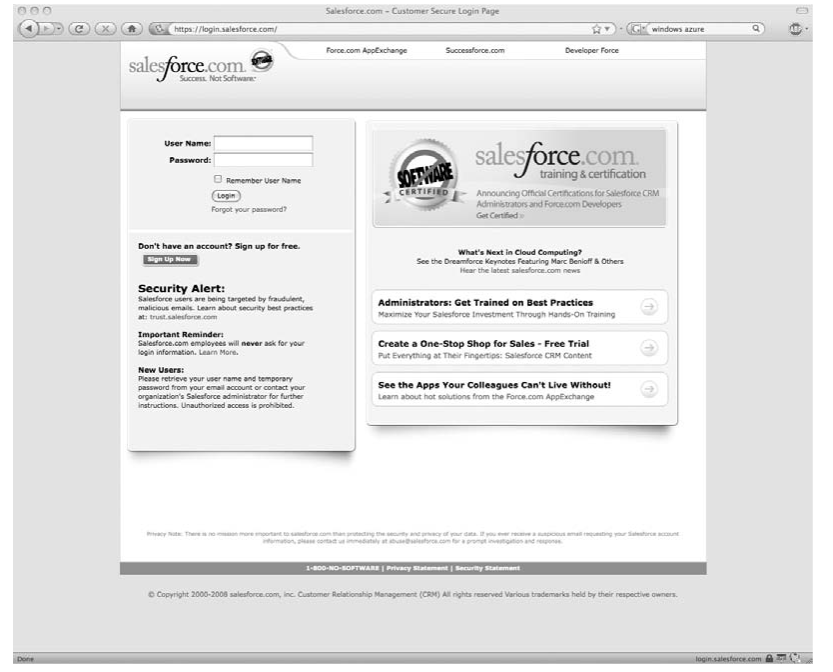 Salesforce.com - Customer Secure Login Page
https://login.salesforce.com/
windows azure
salesforce.com.
Success. Not Software.
Force.com AppExchange
Successforce.com
Developer Force
User Name:
Password:
Remember User Name
Login
Forgot your password?
Don't have an account? Sign up for free.
Sign Up Now
Security Alert:
Salesforce users are being targeted by fraudulent,
malicious emails. Learn about security best practices
at: trust.salesforce.com
Important Reminder:
Salesforce.com employees will never ask for your
login information. Learn More.
New Users:
Please retrieve your user name and temporary
password from your email account or contact your
organization's Salesforce administrator for further
instructions. Unauthorized access is prohibited.
SOFTWARE
CERTIFIED
salesforce.com.
training & certification
Announcing Official Certifications for Salesforce CRM
Administrators and Force.com Developers
Get Certified »
What's Next in Cloud Computing?
See the Dreamforce Keynotes Featuring Marc Benioff & Others
Hear the latest salesforce.com news
Administrators: Get Trained on Best Practices
Maximize Your Salesforce Investment Through Hands-On Training
Create a One-Stop Shop for Sales - Free Trial
Put Everything at Their Fingertips: Salesforce CRM Content
See the Apps Your Colleagues Can't Live Without!
Learn about hot solutions from the Force.com AppExchange
Privacy Note: There is no mission more important to salesforce.com than protecting the security and privacy of your data. If you ever receive a suspicious email requesting your Salesforce account
information, please contact us immediately at abuse@salesforce.com for a prompt investigation and response.
1-800-NO-SOFTWARE | Privacy Statement | Security Statement
© Copyright 2000-2008 salesforce.com, inc. Customer Relationship Management (CRM) All rights reserved Various trademarks held by their respective owners.
Done
login.salesforce.com